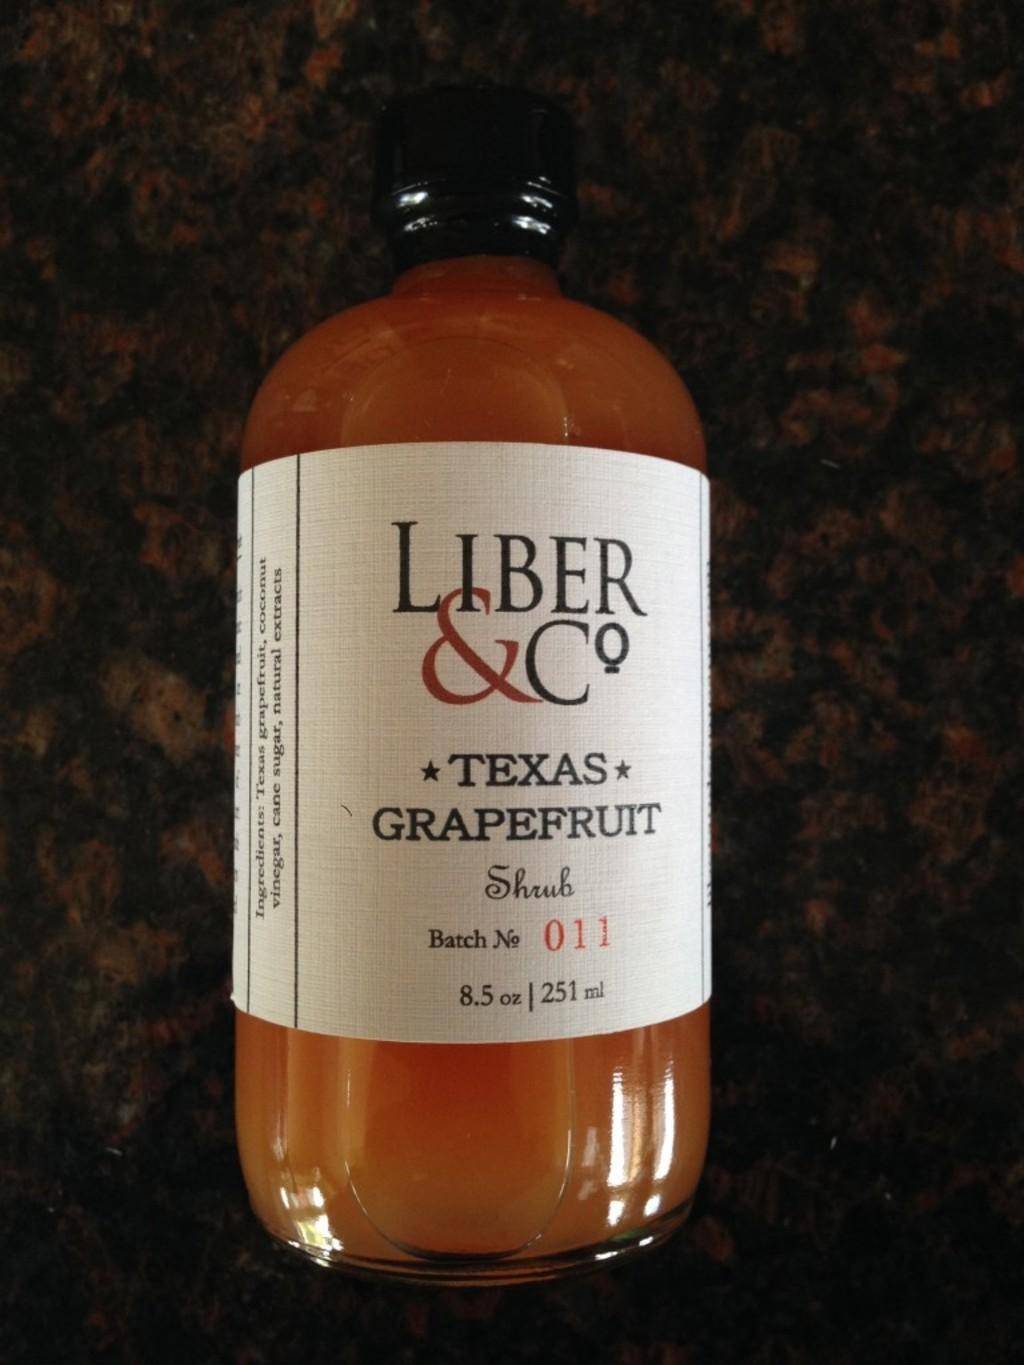 LIBER
& Cº
★ TEXAS ★
GRAPEFRUIT
Shrub
Batch № 011
8.5 oz | 251 ml
Ingredients: Texas grapefruit, coconut
vinegar, cane sugar, natural extracts